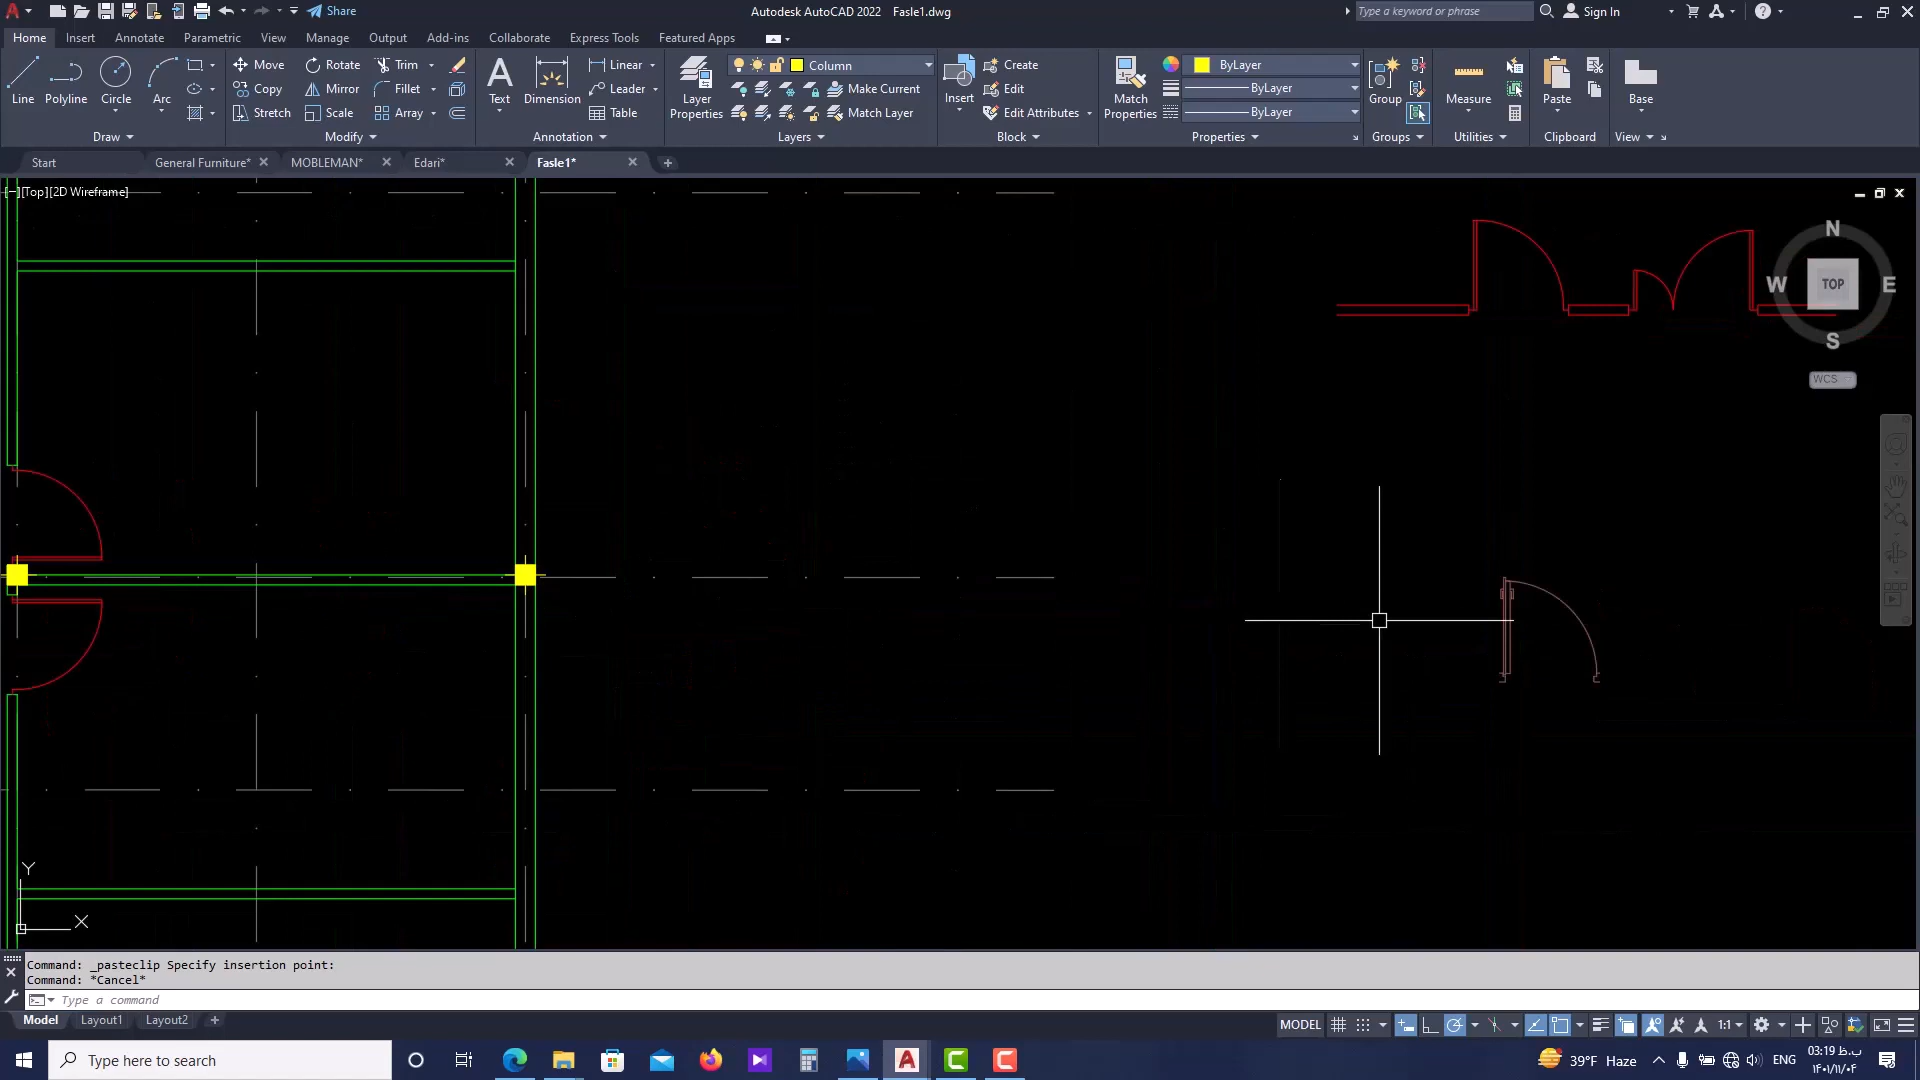 Share
Autodesk AutoCAD 2022 Fasle1.dwg
Type a keyword or phrase
Sign In
Home Insert Annotate Parametric View Manage Output Add-ins Collaborate Express Tools Featured Apps
Line Polyline Circle Arc
Move Rotate Trim
Copy Mirror Fillet
Stretch Scale Array
Text Dimension
Linear
Leader
Table
Layer Properties
Column
Make Current
Match Layer
Insert
Create
Edit
Edit Attributes
Match Properties
ByLayer
ByLayer
ByLayer
Group
Measure
Paste
Base
Draw Modify Annotation Layers Block Properties Groups Utilities Clipboard View
Start General Furniture* MOBLEMAN* Edari* Fasle1*
[−][Top][2D Wireframe]
N
W TOP E
S
WCS
Y
X
Command: _pasteclip Specify insertion point:
Command: *Cancel*
Type a command
Model Layout1 Layout2
MODEL 1:1
Type here to search
39°F Haze
ENG
03:19 ب.ظ
۱۴۰۱/۱۱/۰۴